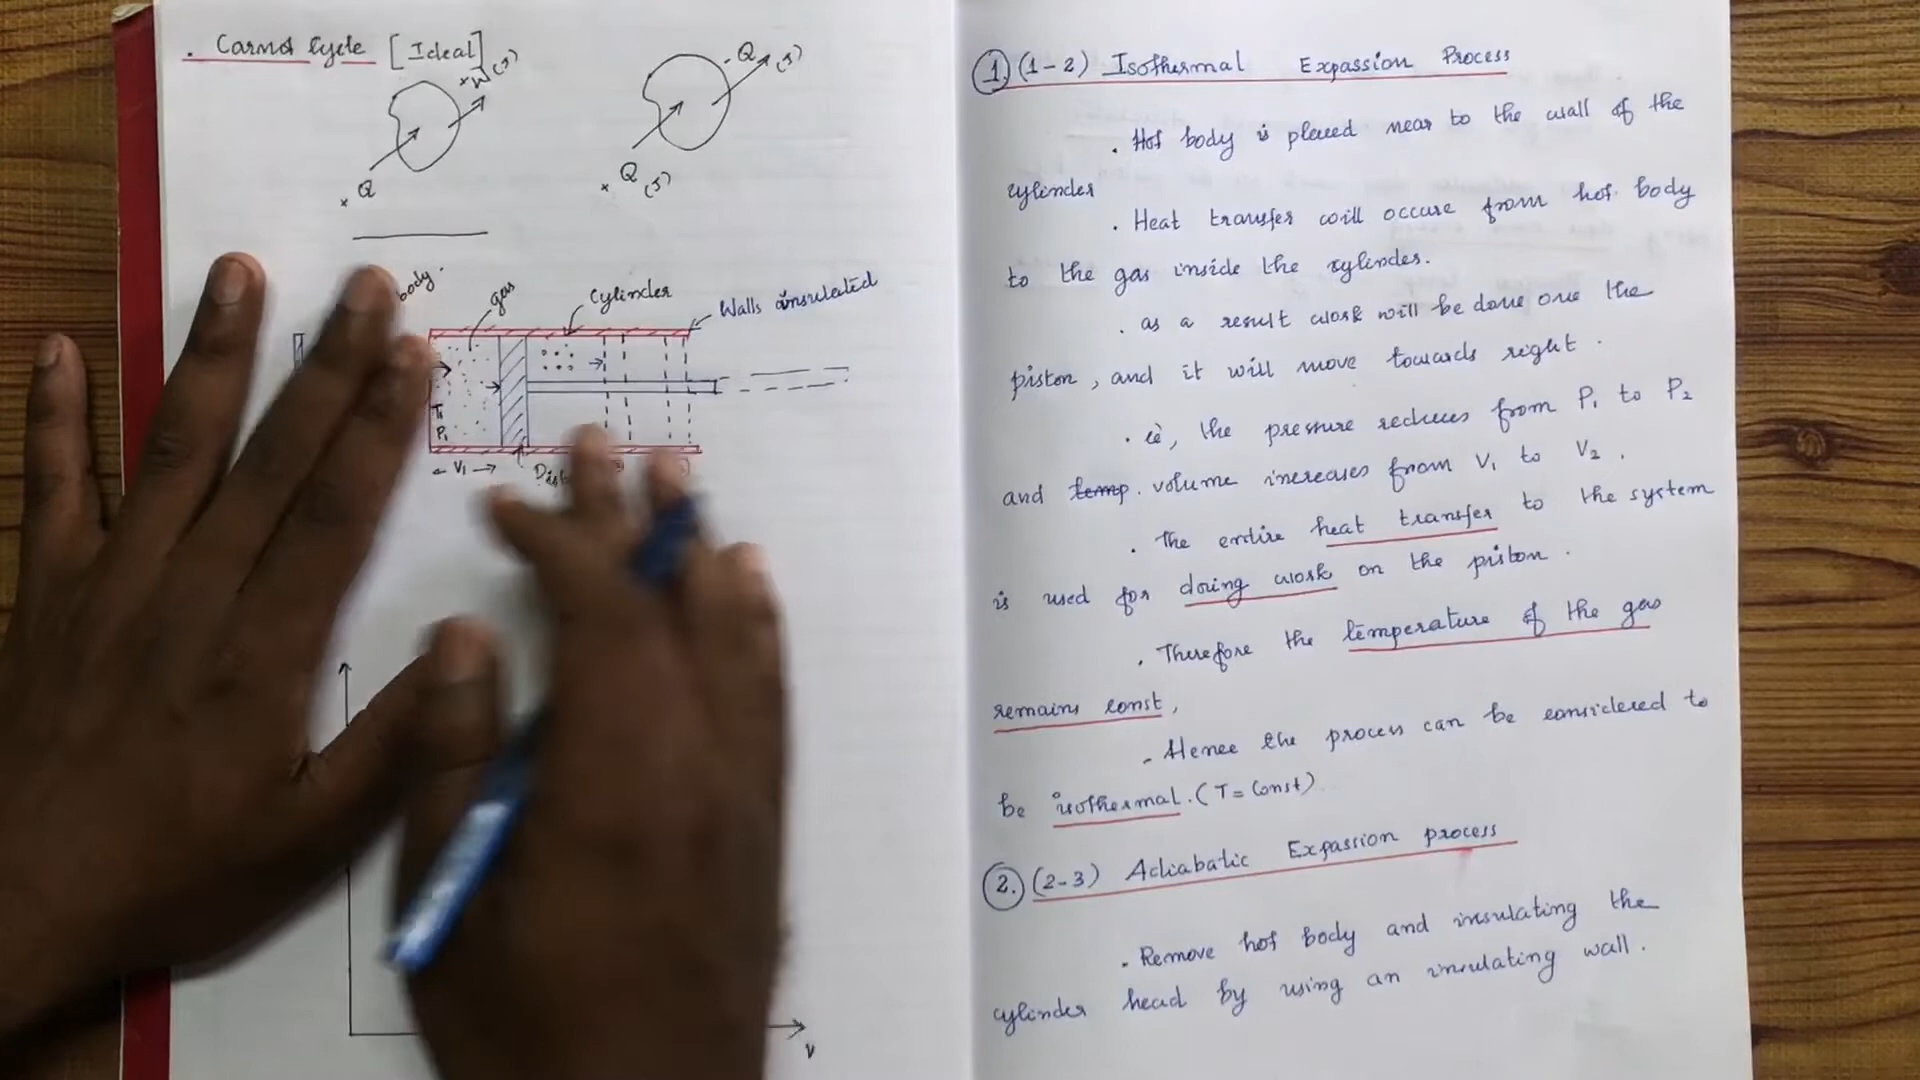 . Carnot Cycle [Ideal]
+W(J)
- Q (J)
+ Q
+ Q (J)
body.
gas
Cylinder
Walls insulated
T1
P1
← V1 →
V
1. (1-2) Isothermal Expassion Process
. Hot body is placed near to the wall of the
cylinder
. Heat transfer will occure from hot body
to the gas inside the cylinder.
. as a result work will be done one the
piston, and it will move towards right.
. ie, the pressure reduces from P1 to P2
and temp. volume increases from V1 to V2.
. The entire heat transfer to the system
is used for doing work on the piston.
. Therefore the temperature of the gas
remains const,
. Hence the process can be considered to
be isothermal. (T = Const)
2. (2-3) Adiabatic Expassion process
. Remove hot body and insulating the
cylinder head by using an insulating wall.